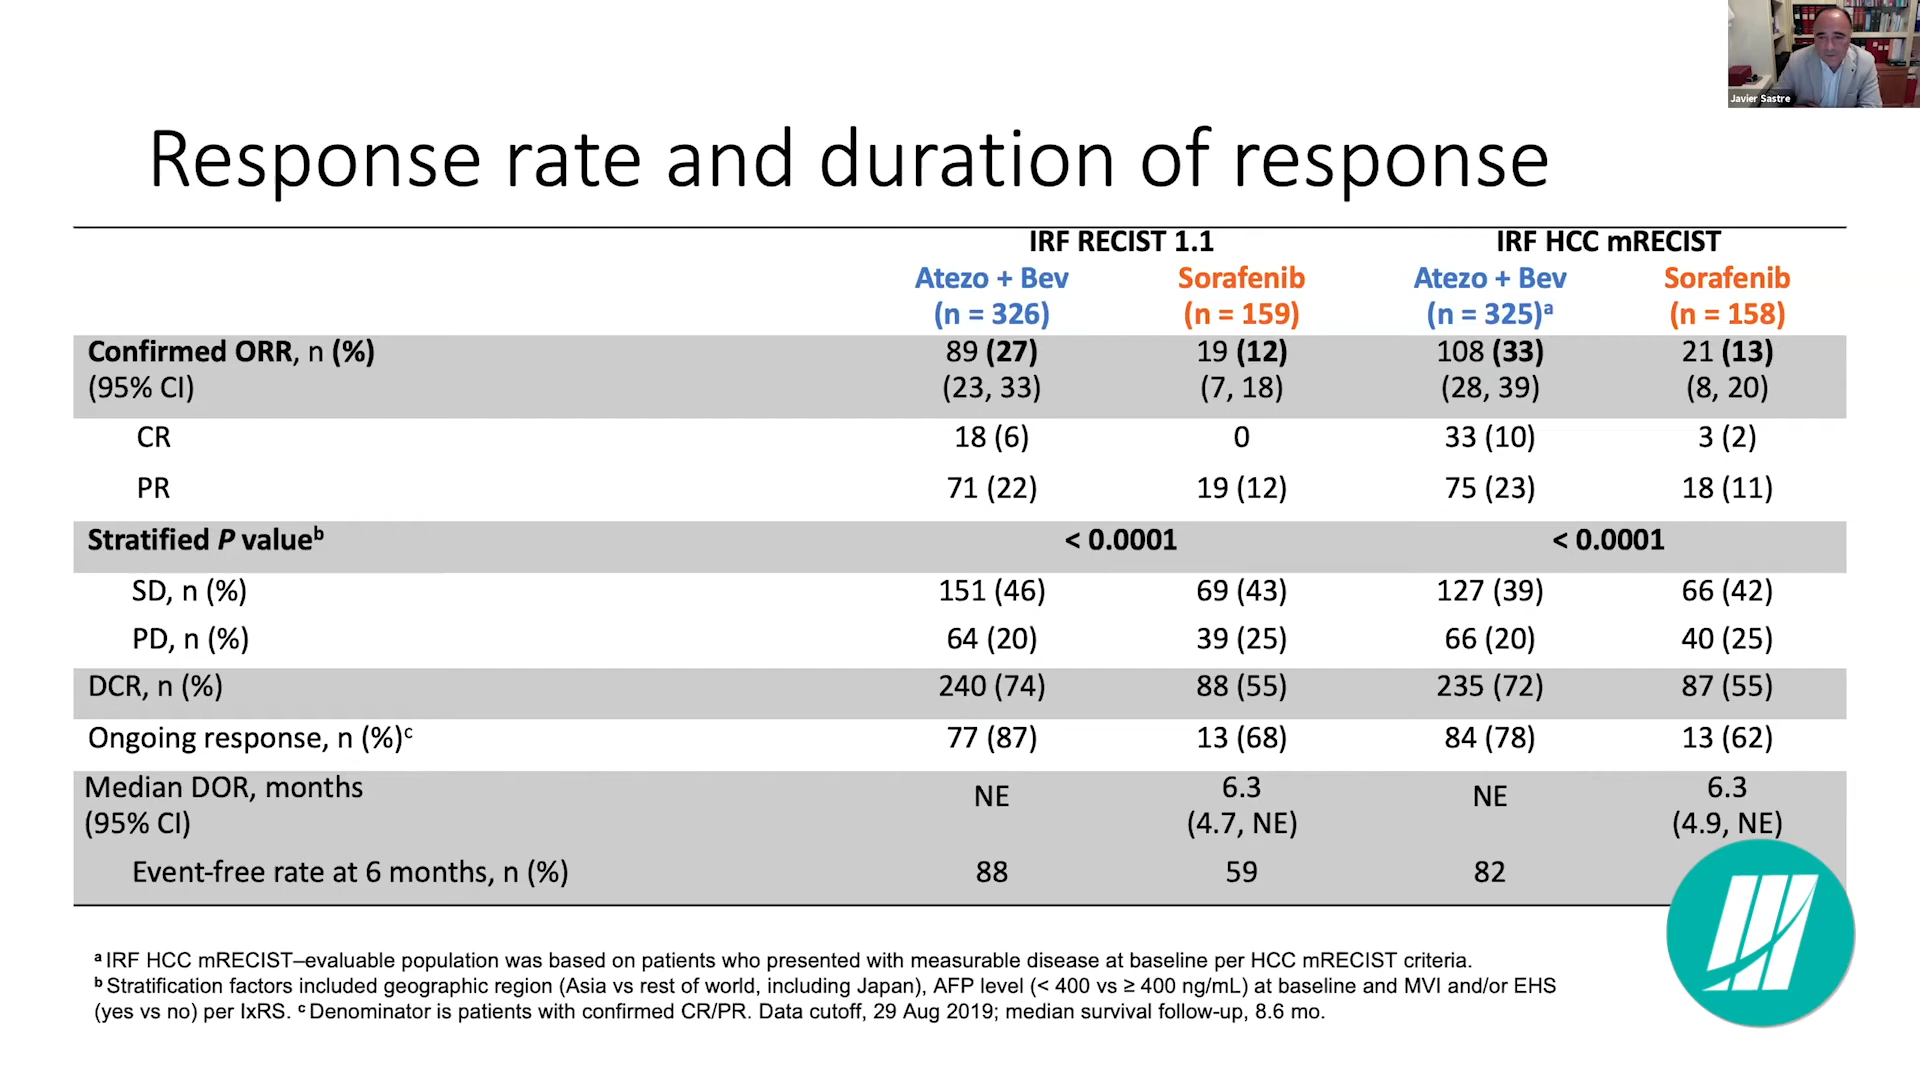 Javier Sastre
Response rate and duration of response
IRF RECIST 1.1 IRF HCC mRECIST
Atezo + Bev Sorafenib Atezo + Bev Sorafenib
(n = 326) (n = 159) (n = 325)ᵃ (n = 158)
Confirmed ORR, n (%) 89 (27) 19 (12) 108 (33) 21 (13)
(95% CI) (23, 33) (7, 18) (28, 39) (8, 20)
CR 18 (6) 0 33 (10) 3 (2)
PR 71 (22) 19 (12) 75 (23) 18 (11)
Stratified P valueᵇ < 0.0001 < 0.0001
SD, n (%) 151 (46) 69 (43) 127 (39) 66 (42)
PD, n (%) 64 (20) 39 (25) 66 (20) 40 (25)
DCR, n (%) 240 (74) 88 (55) 235 (72) 87 (55)
Ongoing response, n (%)ᶜ 77 (87) 13 (68) 84 (78) 13 (62)
Median DOR, months NE 6.3 NE 6.3
(95% CI) (4.7, NE) (4.9, NE)
Event-free rate at 6 months, n (%) 88 59 82
ᵃ IRF HCC mRECIST–evaluable population was based on patients who presented with measurable disease at baseline per HCC mRECIST criteria.
ᵇ Stratification factors included geographic region (Asia vs rest of world, including Japan), AFP level (< 400 vs ≥ 400 ng/mL) at baseline and MVI and/or EHS
(yes vs no) per IxRS. ᶜ Denominator is patients with confirmed CR/PR. Data cutoff, 29 Aug 2019; median survival follow-up, 8.6 mo.